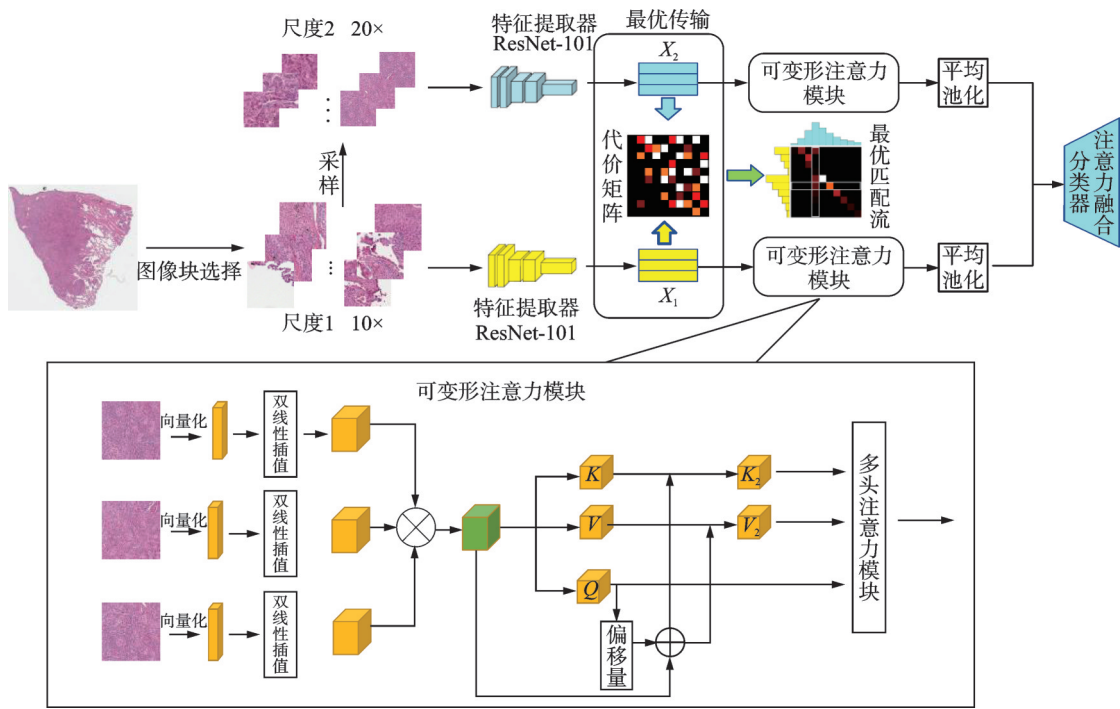 尺度2 20×
特征提取器
ResNet-101
最优传输
X₂
可变形注意力
模块
平均
池化
采样
代价矩阵
最优匹配流
注意力融合
分类器
图像块选择
尺度1 10×
特征提取器
ResNet-101
X₁
可变形注意力
模块
平均
池化
可变形注意力模块
向量化
双线性插值
向量化
双线性插值
向量化
双线性插值
K
V
Q
偏移量
K₂
V₂
多头注意力模块